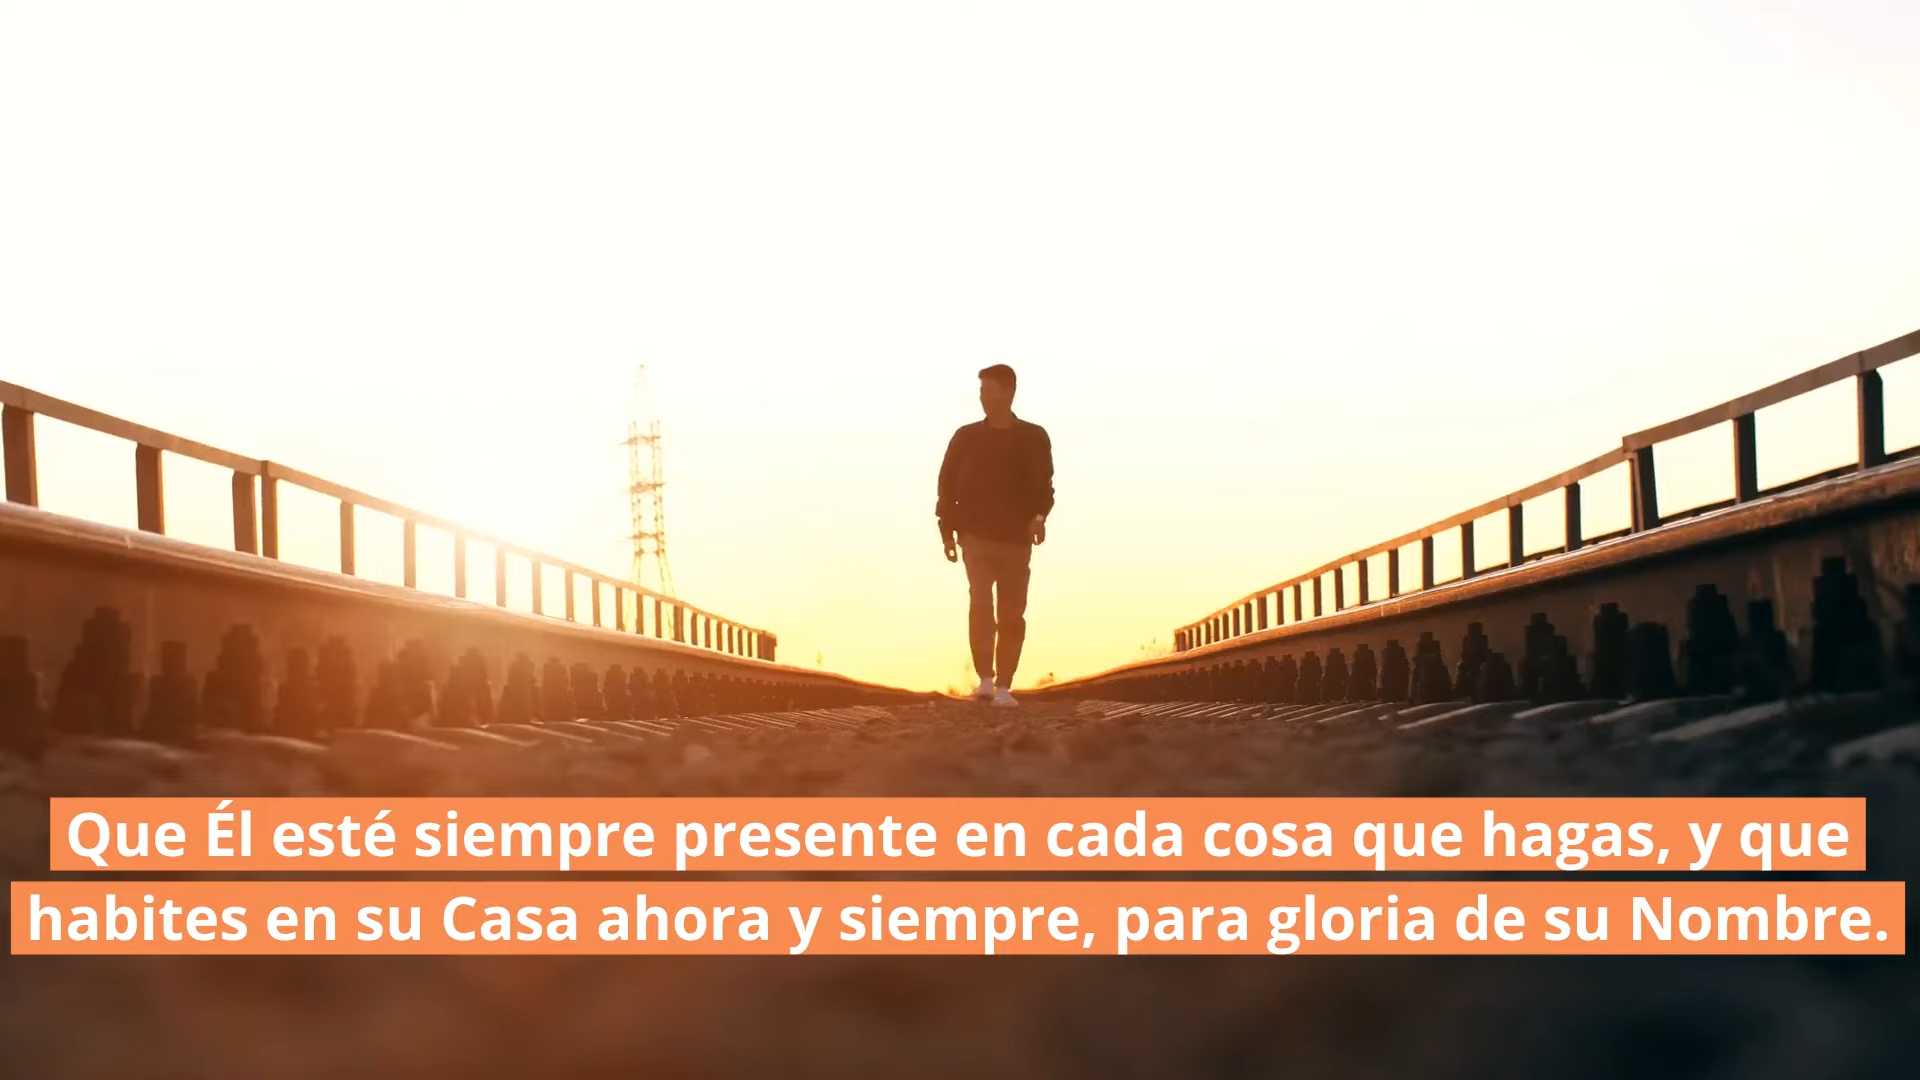 Que Él esté siempre presente en cada cosa que hagas, y que
habites en su Casa ahora y siempre, para gloria de su Nombre.